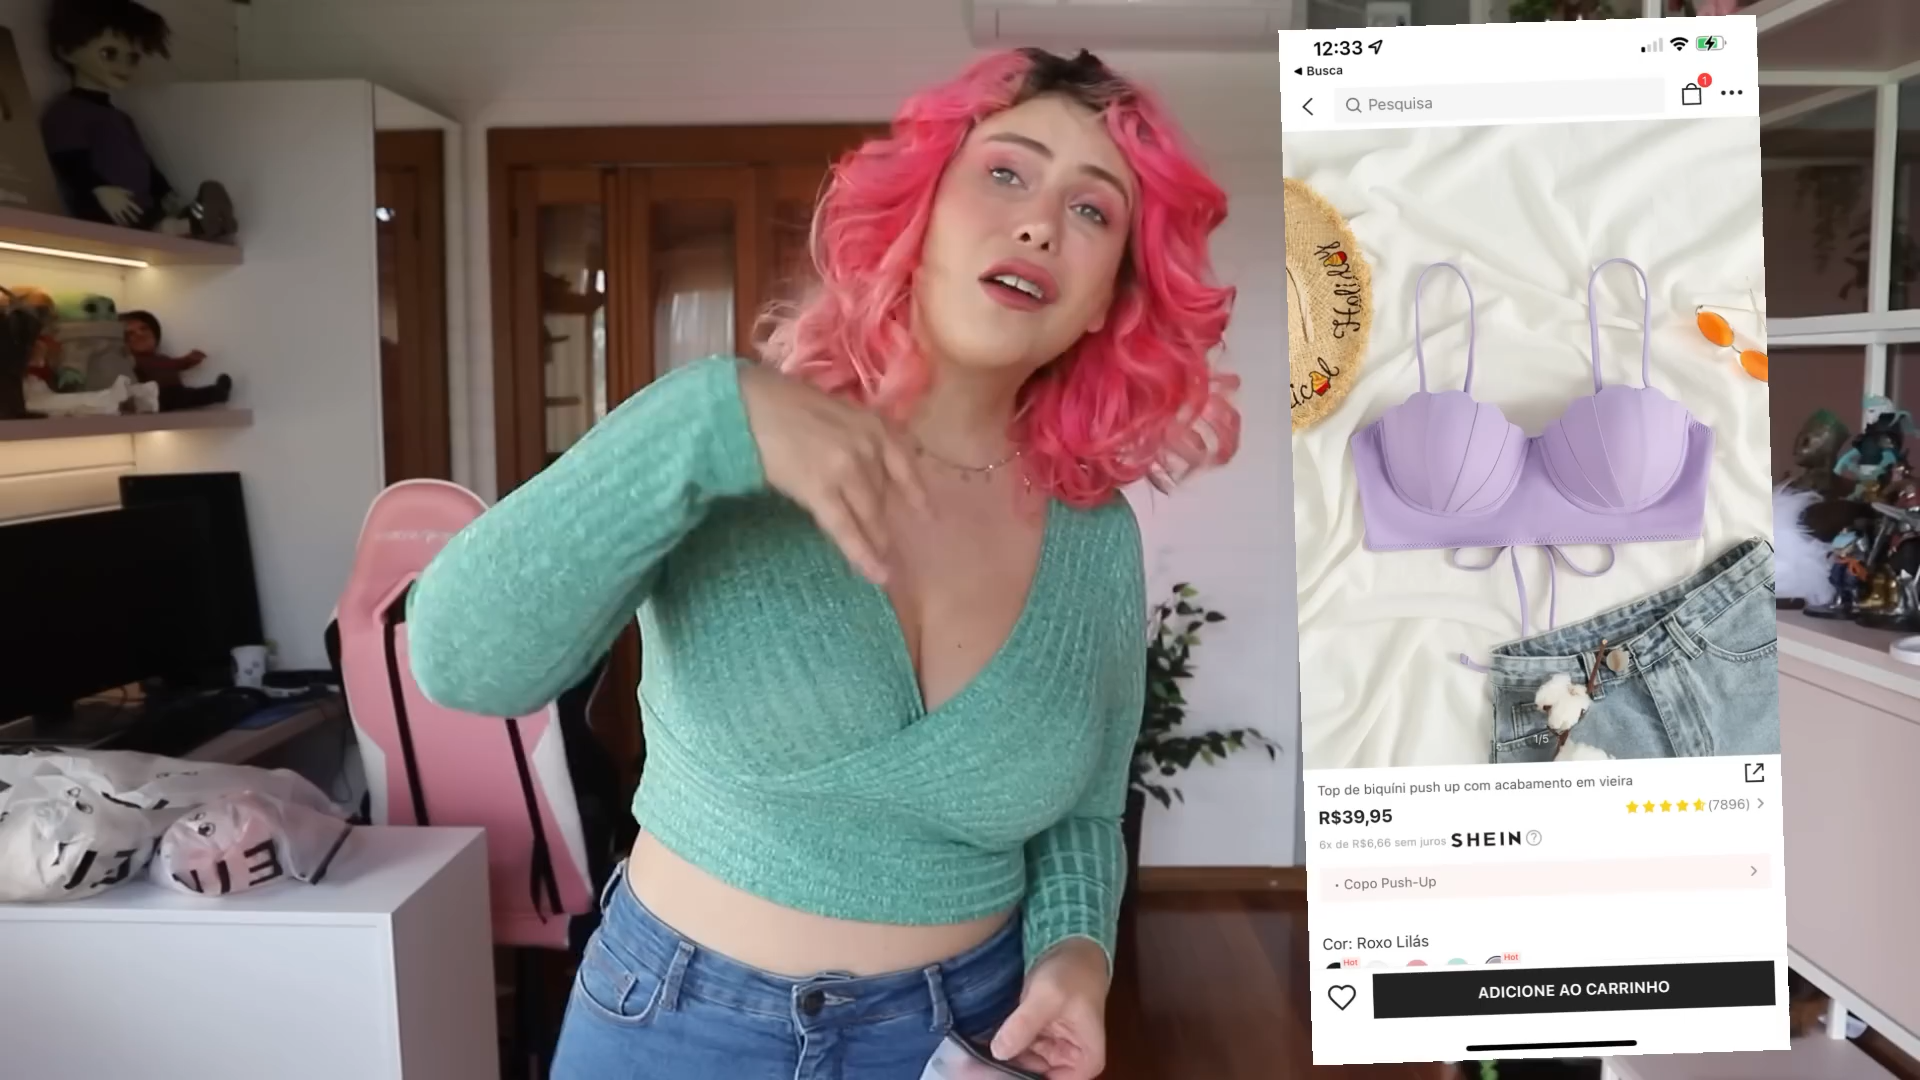 12:33
Busca
Pesquisa
1
Holiday
ical
1/5
Top de biquíni push up com acabamento em vieira
R$39,95
(7896)
6x de R$6,66 sem juros SHEIN ?
• Copo Push-Up
Cor: Roxo Lilás
Hot
Hot
ADICIONE AO CARRINHO